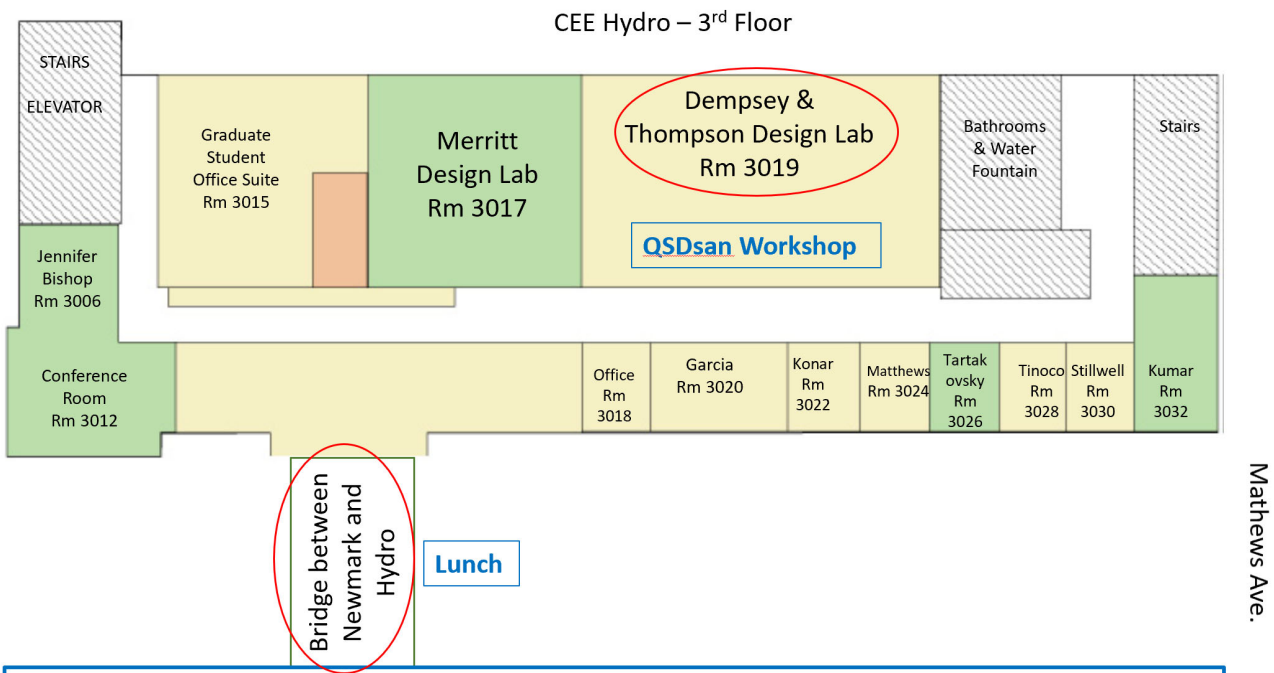 CEE Hydro – 3rd Floor
STAIRS
ELEVATOR
Graduate
Student
Office Suite
Rm 3015
Merritt
Design Lab
Rm 3017
Dempsey &
Thompson Design Lab
Rm 3019
QSDsan Workshop
Bathrooms
& Water
Fountain
Stairs
Jennifer
Bishop
Rm 3006
Conference
Room
Rm 3012
Office
Rm
3018
Garcia
Rm 3020
Konar
Rm
3022
Matthews
Rm 3024
Tartak
ovsky
Rm
3026
Tinoco
Rm
3028
Stillwell
Rm
3030
Kumar
Rm
3032
Bridge between
Newmark and
Hydro
Lunch
Mathews Ave.